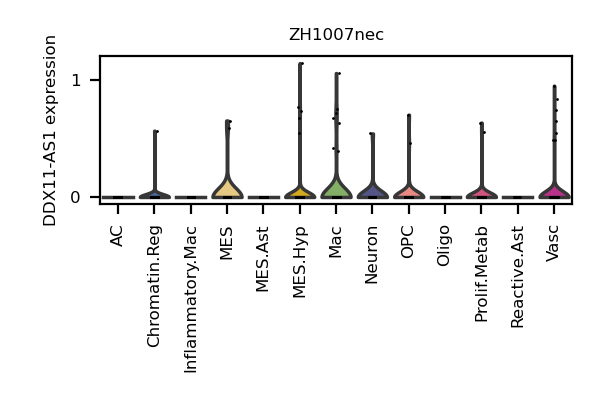 ZH1007nec
DDX11-AS1 expression
1
0
AC
Chromatin.Reg
Inflammatory.Mac
MES
MES.Ast
MES.Hyp
Mac
Neuron
OPC
Oligo
Prolif.Metab
Reactive.Ast
Vasc